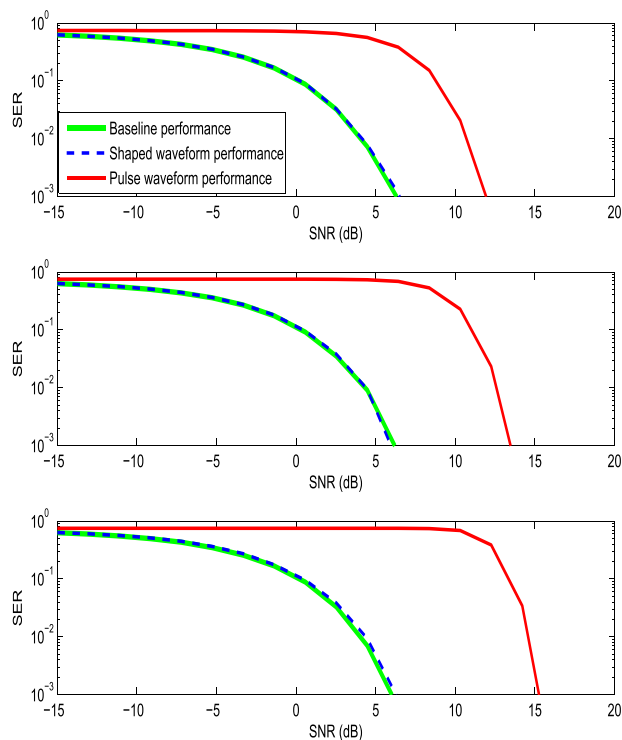 10^0
10^-1
10^-2
10^-3
SER
Baseline performance
Shaped waveform performance
Pulse waveform performance
−15 −10 −5 0 5 10 15 20
SNR (dB)
10^0
10^-1
10^-2
10^-3
SER
−15 −10 −5 0 5 10 15 20
SNR (dB)
10^0
10^-1
10^-2
10^-3
SER
−15 −10 −5 0 5 10 15 20
SNR (dB)